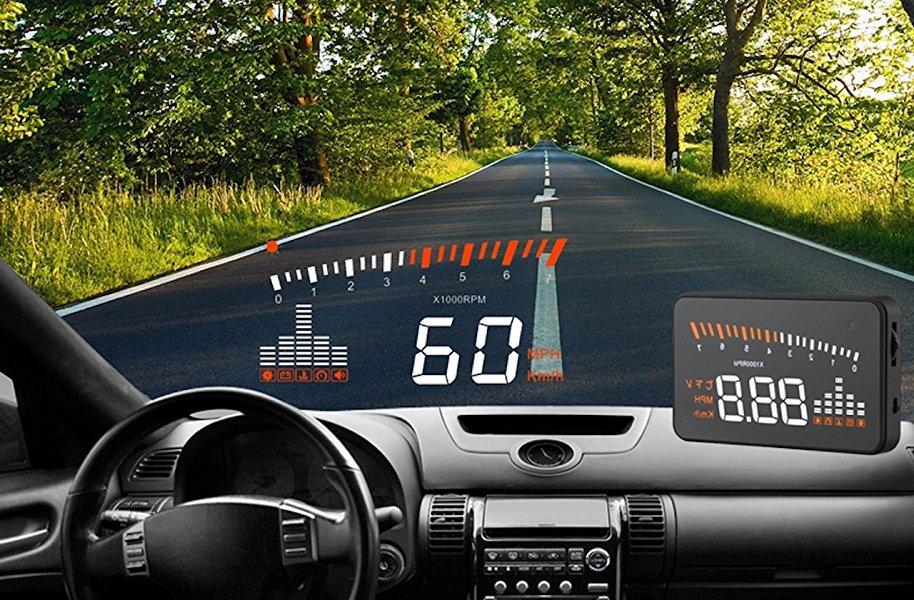 0 1 2 3 4 5 6 7
X1000RPM
60
MPH
Km/h
7 6 5 4 3 2 1 0
X1000RPM
℃ F V
MPH
Km/h
8.8.8